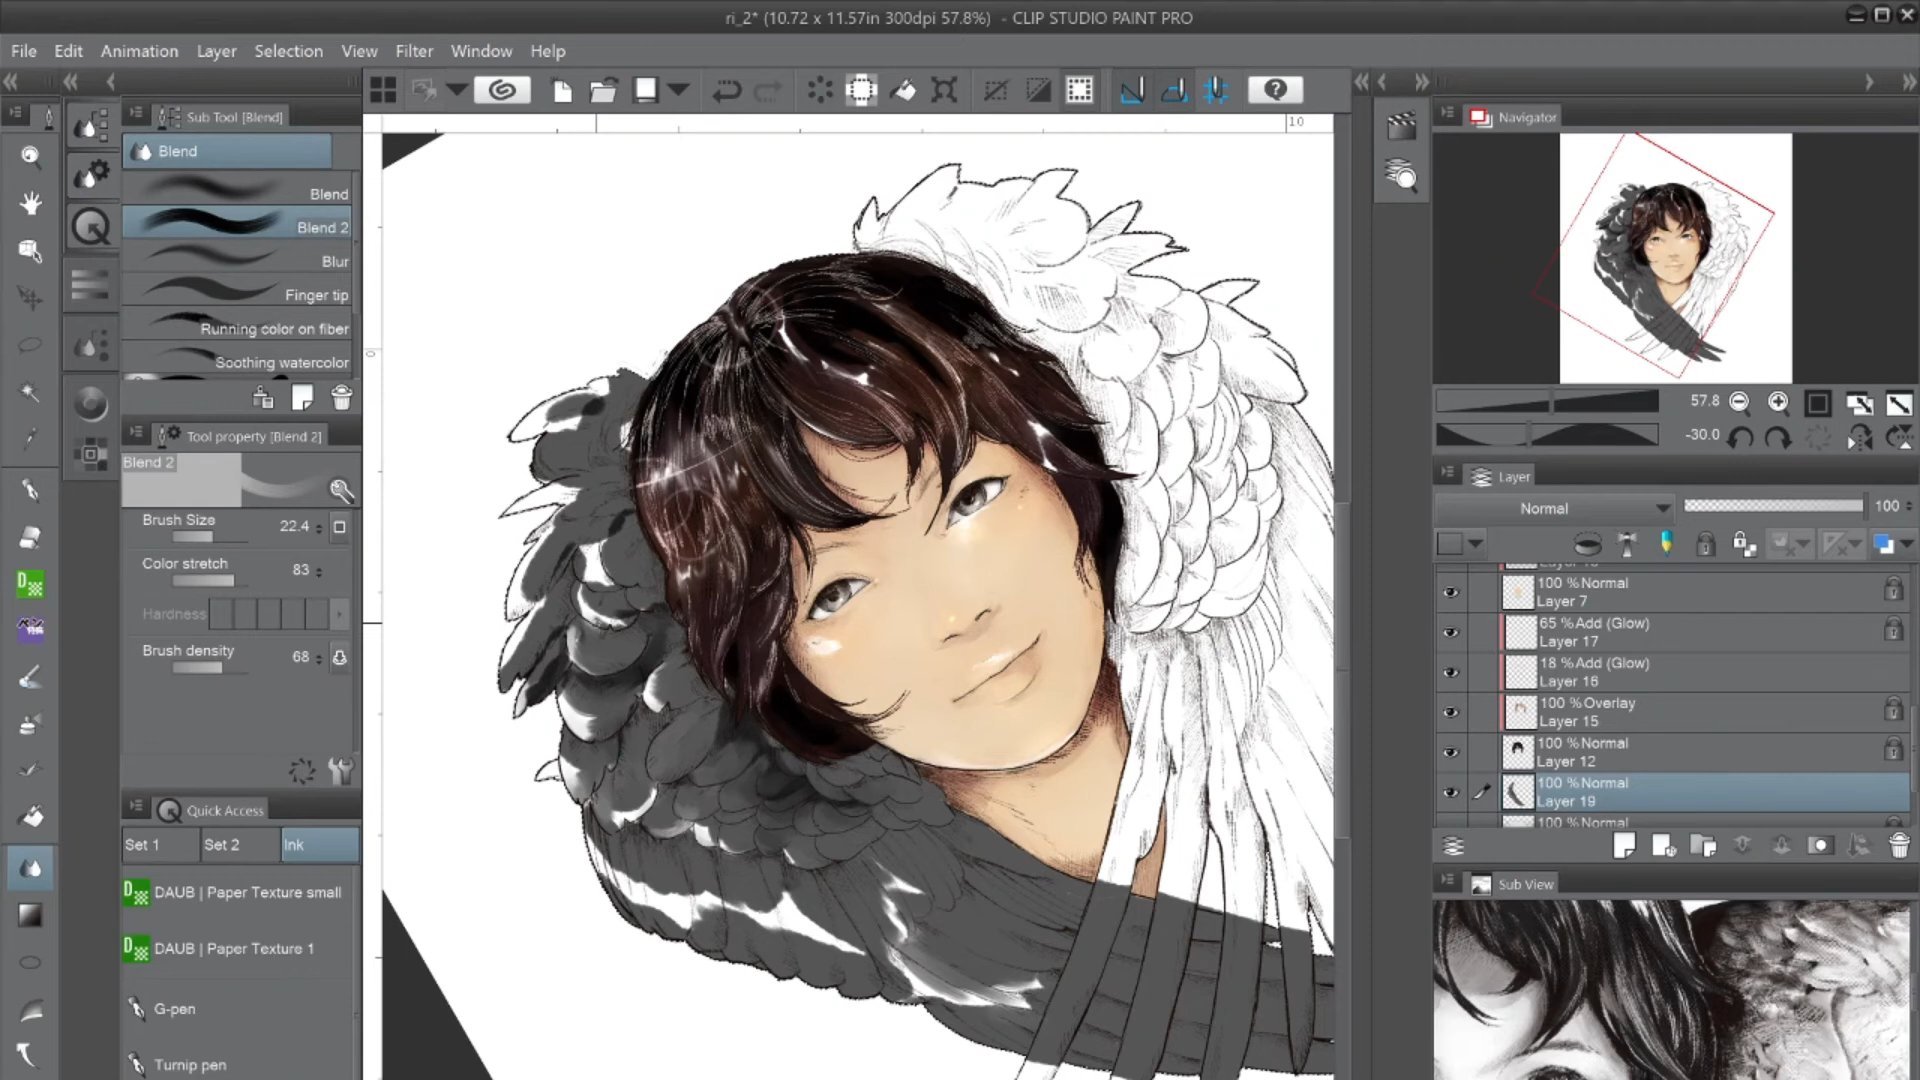 ri_2* (10.72 x 11.57in 300dpi 57.8%) - CLIP STUDIO PAINT PRO
File Edit Animation Layer Selection View Filter Window Help
Sub Tool [Blend]
Blend
Blend
Blend 2
Blur
Finger tip
Running color on fiber
Soothing watercolor
Tool property [Blend 2]
Blend 2
Brush Size 22.4
Color stretch 83
Hardness
Brush density 68
Quick Access
Set 1 Set 2 Ink
DAUB | Paper Texture small
DAUB | Paper Texture 1
G-pen
Turnip pen
10
0
Navigator
57.8
-30.0
Layer
Normal 100
100 %Normal
Layer 7
65 %Add (Glow)
Layer 17
18 %Add (Glow)
Layer 16
100 %Overlay
Layer 15
100 %Normal
Layer 12
100 %Normal
Layer 19
100 %Normal
Sub View